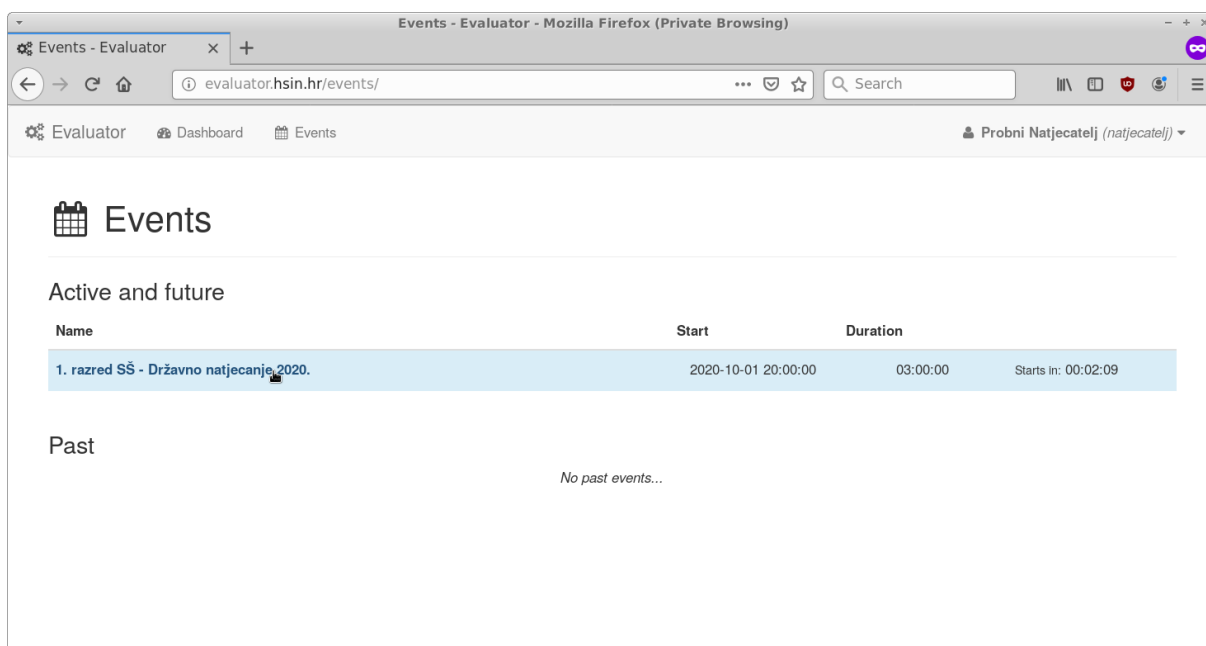 Events - Evaluator - Mozilla Firefox (Private Browsing)
Events - Evaluator
evaluator.hsin.hr/events/
Search
Evaluator Dashboard Events Probni Natjecatelj (natjecatelj)
Events
Active and future
Name Start Duration
1. razred SŠ - Državno natjecanje 2020. 2020-10-01 20:00:00 03:00:00 Starts in: 00:02:09
Past
No past events...